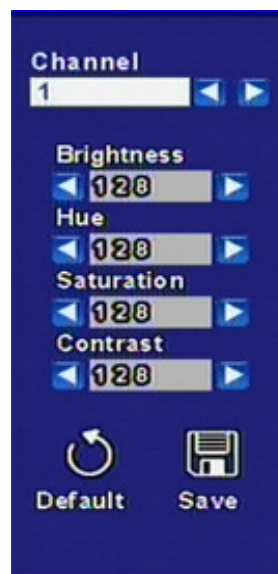 Channel
1
Brightness
128
Hue
128
Saturation
128
Contrast
128
Default Save